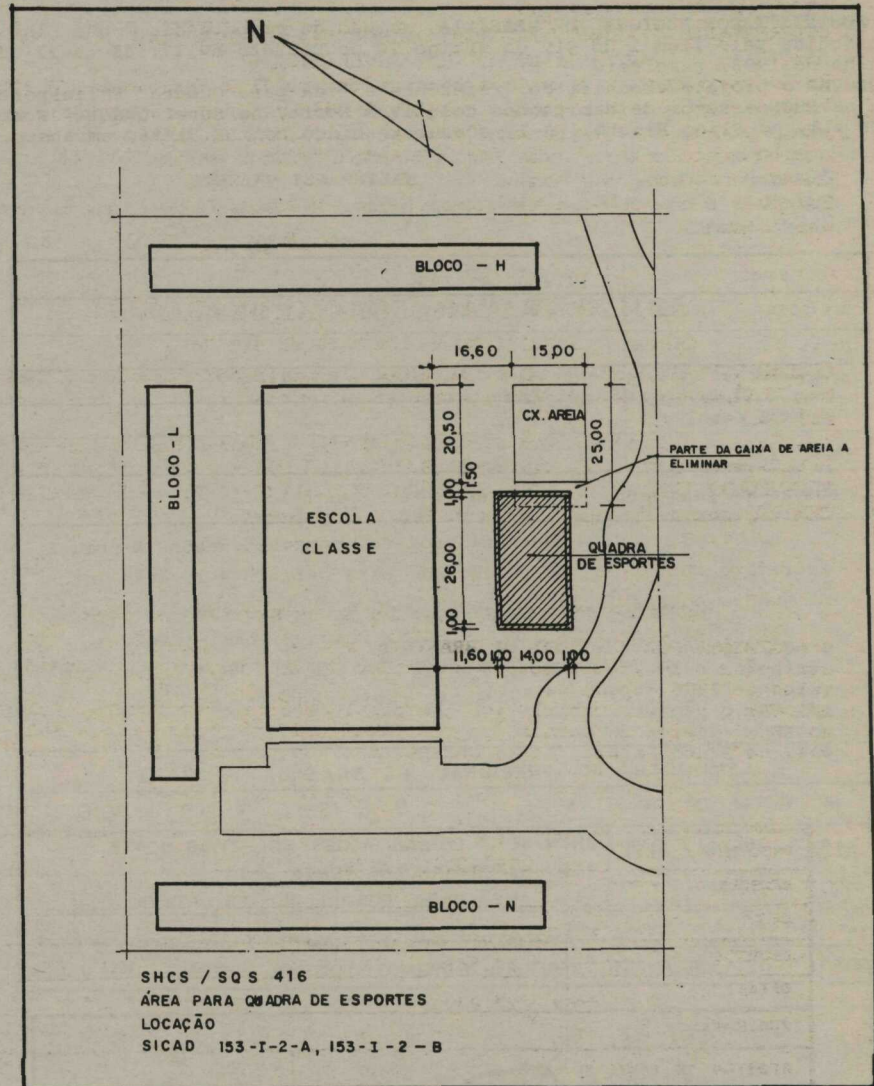 N
BLOCO - H
16,60 15,00
BLOCO - L
20,50
1,50
1,00
26,00
1,00
CX. AREIA
25,00
PARTE DA CAIXA DE AREIA A
ELIMINAR
ESCOLA
CLASSE
QUADRA
DE ESPORTES
11,60 1,00 14,00 1,00
BLOCO - N
SHCS / SQS 416
ÁREA PARA QUADRA DE ESPORTES
LOCAÇÃO
SICAD 153-I-2-A, 153-I-2-B